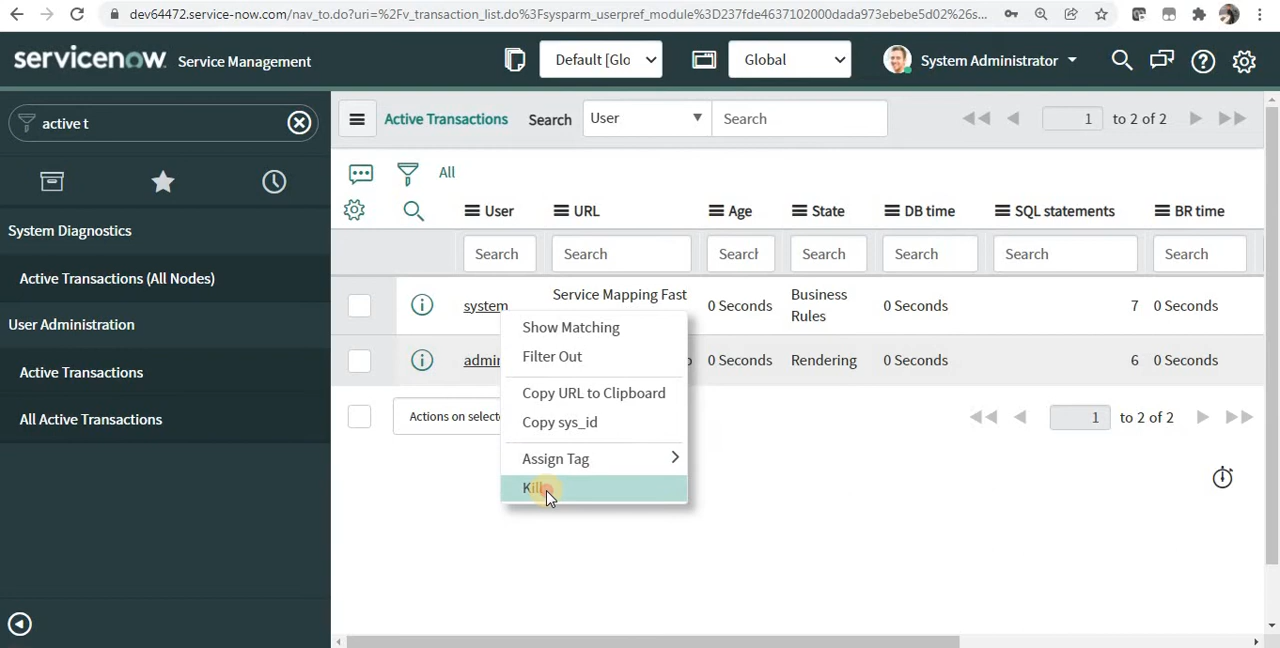 dev64472.service-now.com/nav_to.do?uri=%2Fv_transaction_list.do%3Fsysparm_userpref_module%3D237fde4637102000dada973ebebe5d02%26s...
servicenow. Service Management
Default [Glo
Global
System Administrator
active t
Active Transactions Search User Search 1 to 2 of 2
All
System Diagnostics
Active Transactions (All Nodes)
User Administration
Active Transactions
All Active Transactions
User URL Age State DB time SQL statements BR time
Search Search Searcl Search Search Search Search
system Service Mapping Fast 0 Seconds Business Rules 0 Seconds 7 0 Seconds
admin 0 Seconds Rendering 0 Seconds 6 0 Seconds
Actions on selecte 1 to 2 of 2
Show Matching
Filter Out
Copy URL to Clipboard
Copy sys_id
Assign Tag
Kill